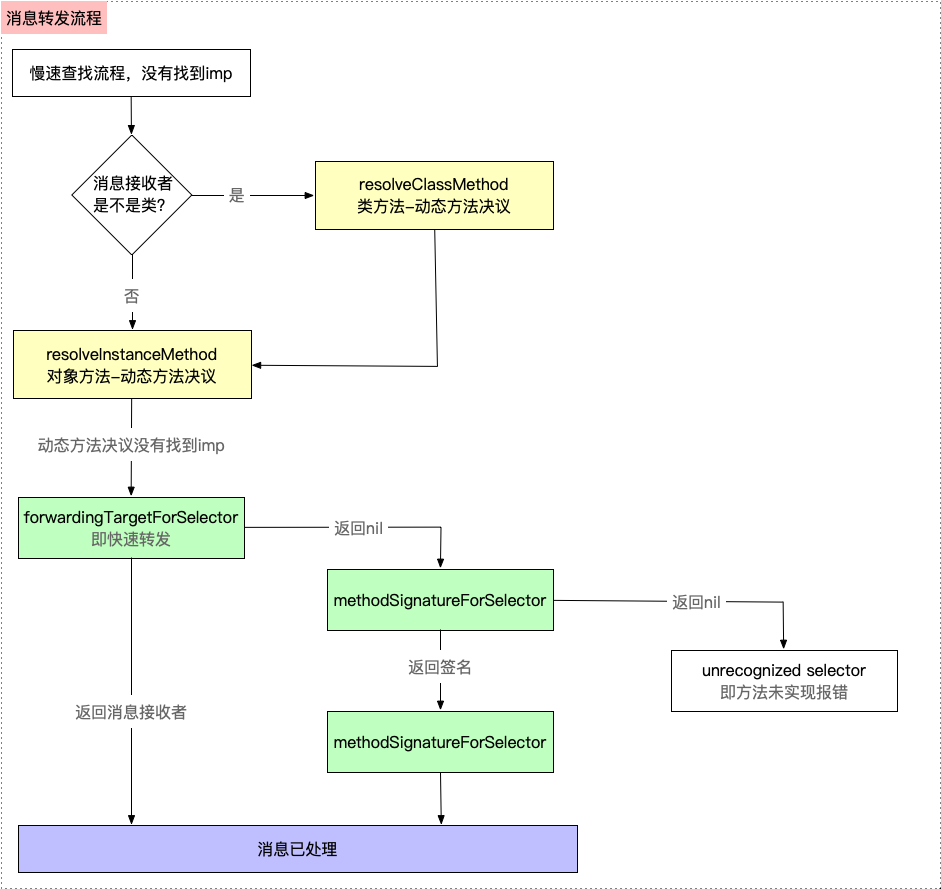 消息转发流程
慢速查找流程，没有找到imp
消息接收者
是不是类？
是
resolveClassMethod
类方法-动态方法决议
否
resolveInstanceMethod
对象方法-动态方法决议
动态方法决议没有找到imp
forwardingTargetForSelector
即快速转发
返回nil
methodSignatureForSelector
返回nil
unrecognized selector
即方法未实现报错
返回签名
返回消息接收者
methodSignatureForSelector
消息已处理